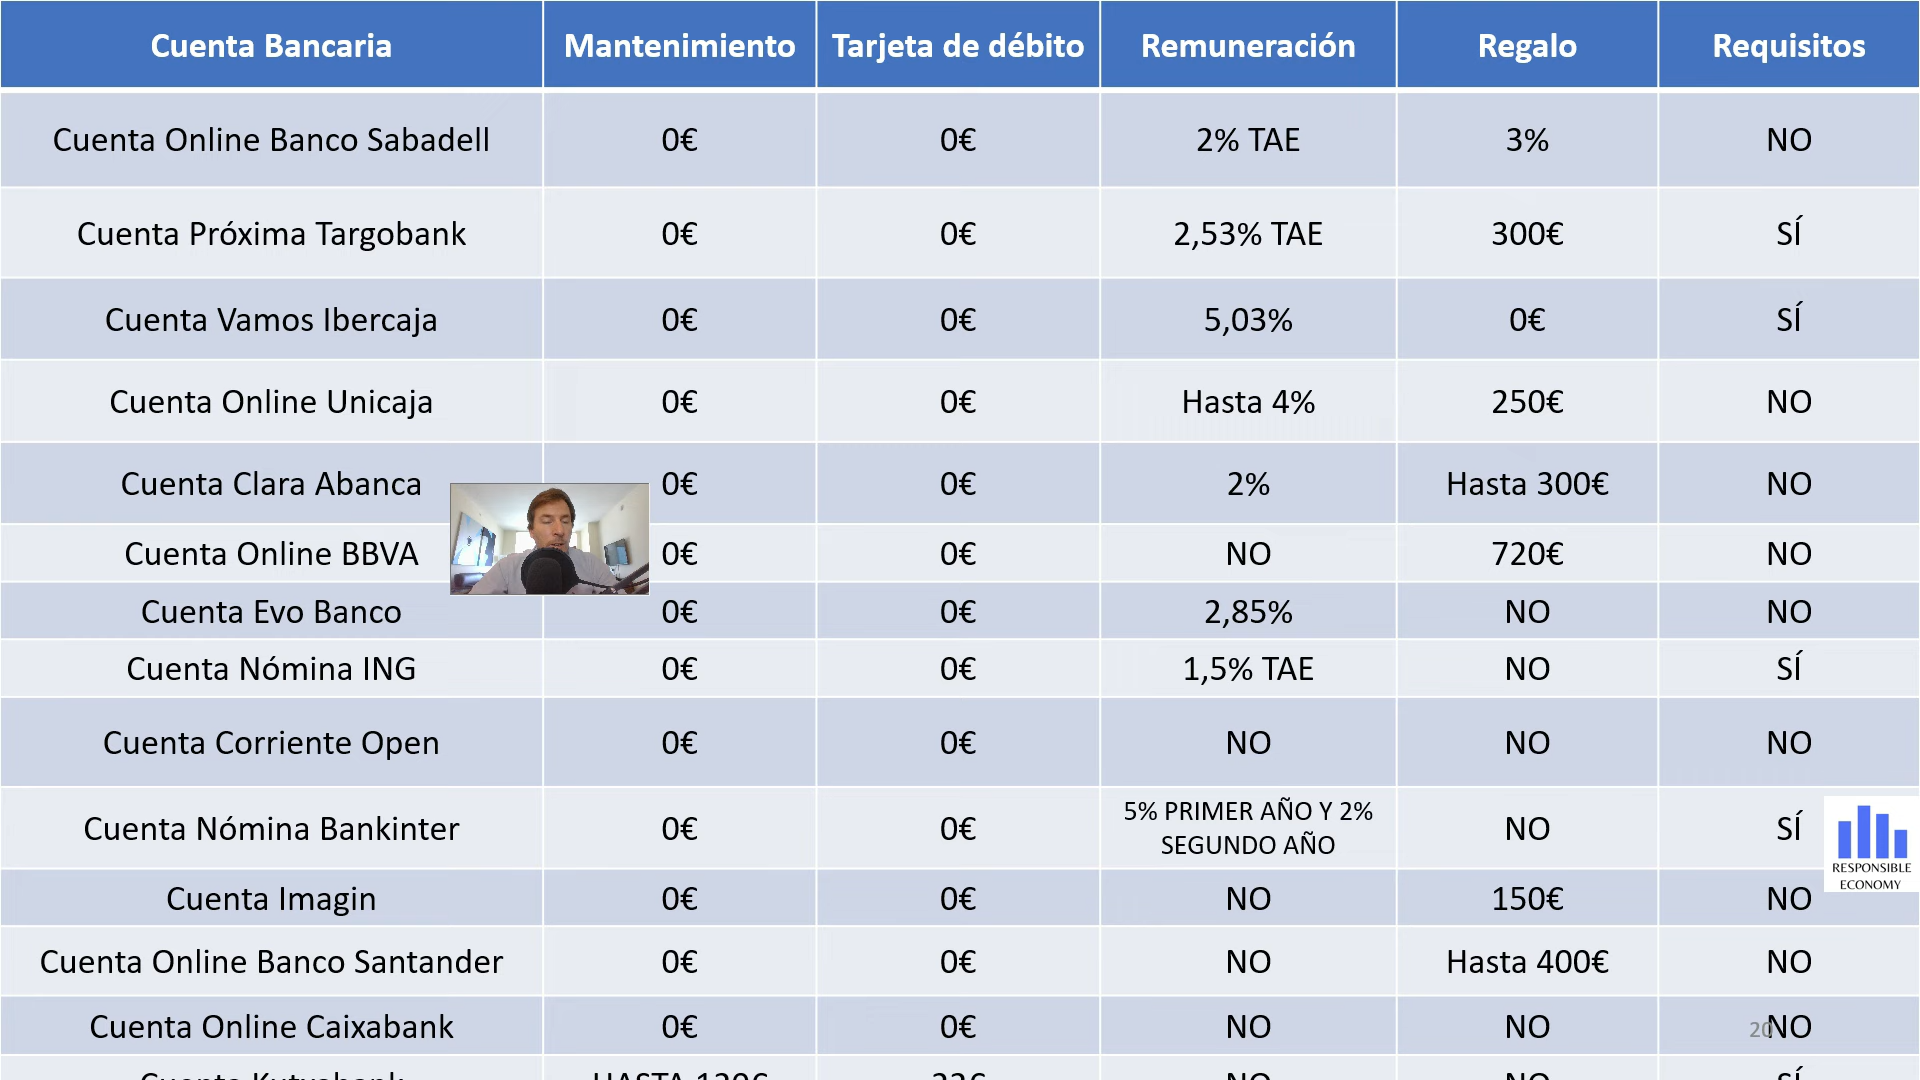 Cuenta Bancaria Mantenimiento Tarjeta de débito Remuneración Regalo Requisitos
Cuenta Online Banco Sabadell 0€ 0€ 2% TAE 3% NO
Cuenta Próxima Targobank 0€ 0€ 2,53% TAE 300€ SÍ
Cuenta Vamos Ibercaja 0€ 0€ 5,03% 0€ SÍ
Cuenta Online Unicaja 0€ 0€ Hasta 4% 250€ NO
Cuenta Clara Abanca 0€ 0€ 2% Hasta 300€ NO
Cuenta Online BBVA 0€ 0€ NO 720€ NO
Cuenta Evo Banco 0€ 0€ 2,85% NO NO
Cuenta Nómina ING 0€ 0€ 1,5% TAE NO SÍ
Cuenta Corriente Open 0€ 0€ NO NO NO
Cuenta Nómina Bankinter 0€ 0€ 5% PRIMER AÑO Y 2%
SEGUNDO AÑO NO SÍ
RESPONSIBLE
ECONOMY
Cuenta Imagin 0€ 0€ NO 150€ NO
Cuenta Online Banco Santander 0€ 0€ NO Hasta 400€ NO
Cuenta Online Caixabank 0€ 0€ NO NO NO
20
Cuenta Kutxabank HASTA NO NO SÍ